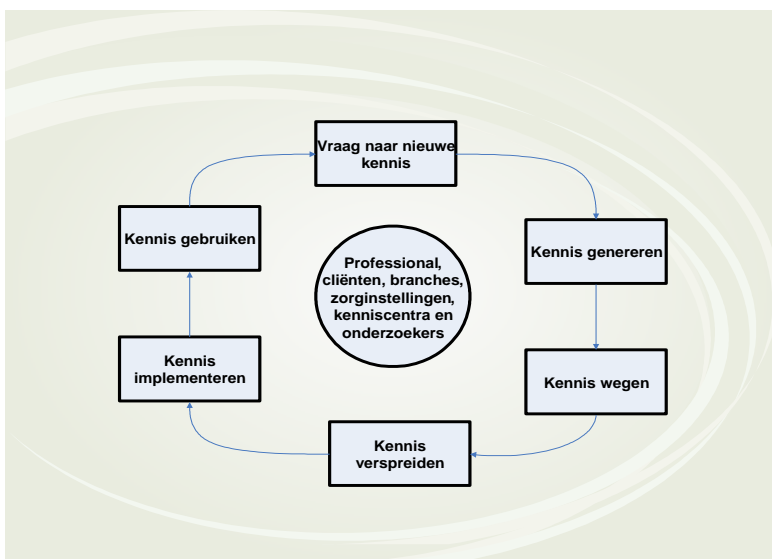 Vraag naar nieuwe
kennis
Kennis genereren
Kennis wegen
Kennis
verspreiden
Kennis
implementeren
Kennis gebruiken
Professional,
cliënten, branches,
zorginstellingen,
kenniscentra en
onderzoekers